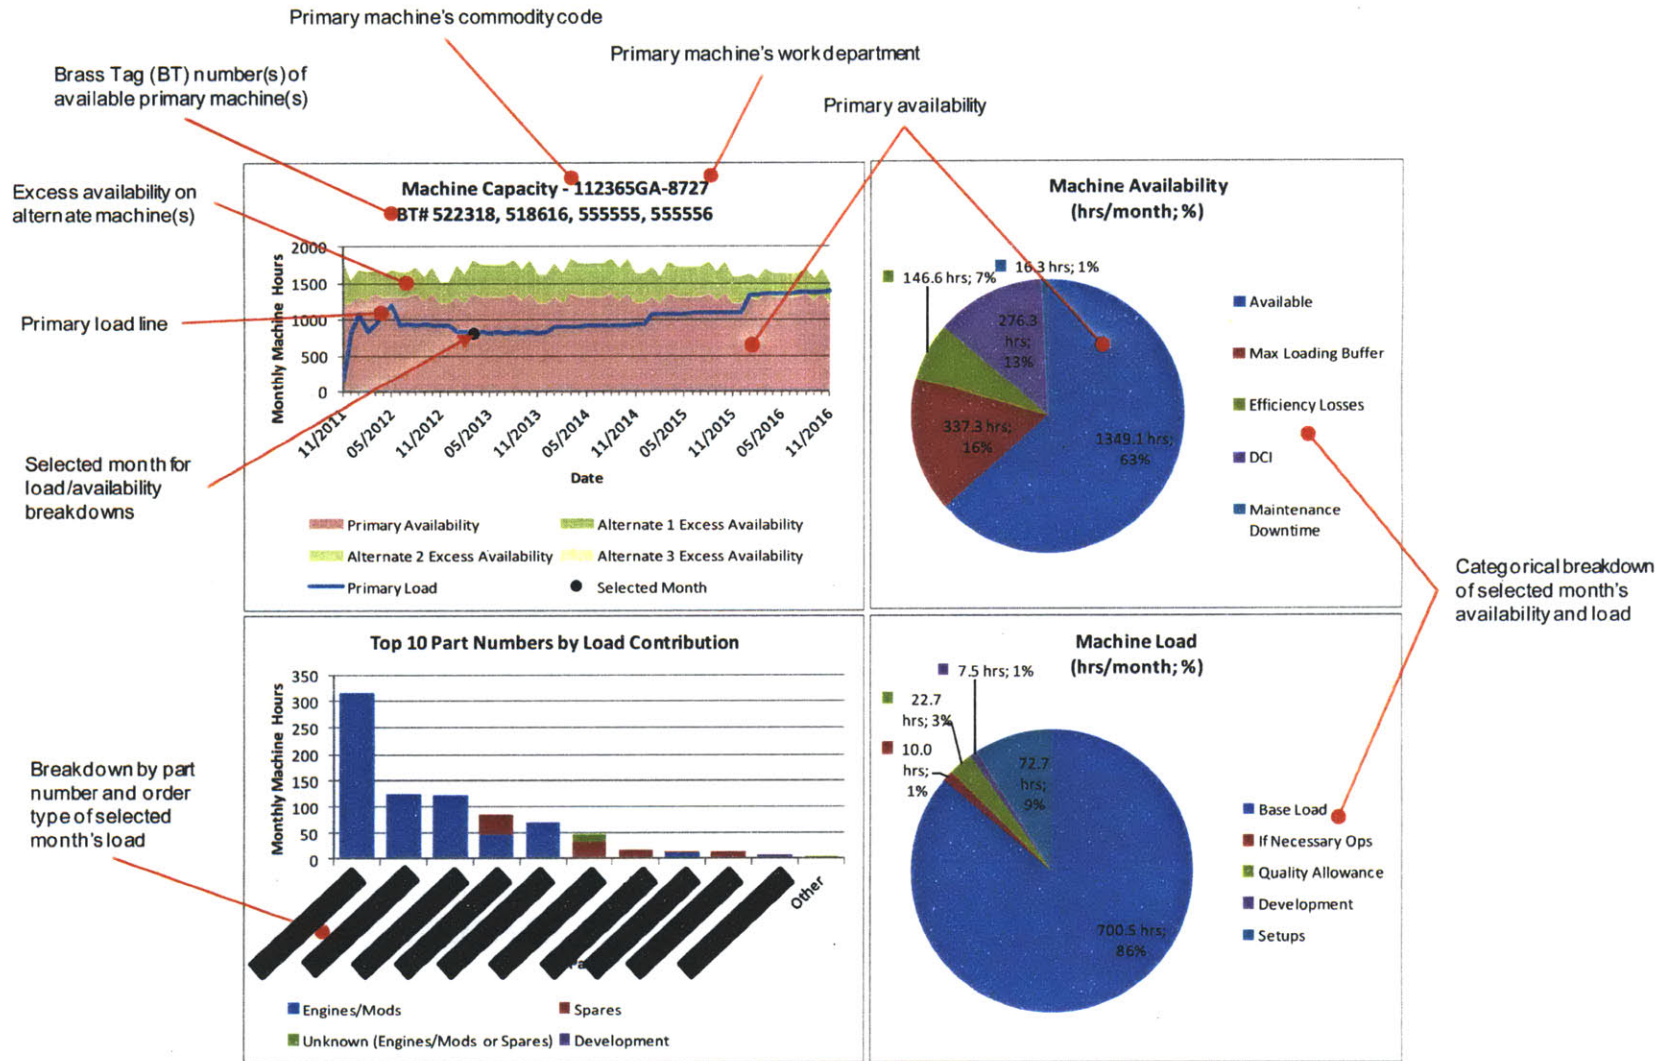 Primary machine's commodity code
Primary machine's work department
Brass Tag (BT) number(s) of
available primary machine(s)
Primary availability
Excess availability on
alternate machine(s)
Primary load line
Selected month for
load/availability
breakdowns
Machine Capacity - 112365GA-8727
BT# 522318, 518616, 555555, 555556
Monthly Machine Hours
2000
1500
1000
500
0
11/2011
05/2012
11/2012
05/2013
11/2013
05/2014
11/2014
05/2015
11/2015
05/2016
11/2016
Date
Primary Availability
Alternate 1 Excess Availability
Alternate 2 Excess Availability
Alternate 3 Excess Availability
Primary Load
Selected Month
Machine Availability
(hrs/month; %)
146.6 hrs; 7%
16.3 hrs; 1%
276.3
hrs;
13%
337.3 hrs;
16%
1349.1 hrs;
63%
Available
Max Loading Buffer
Efficiency Losses
DCI
Maintenance
Downtime
Categorical breakdown
of selected month's
availability and load
Breakdown by part
number and order
type of selected
month's load
Top 10 Part Numbers by Load Contribution
Monthly Machine Hours
350
300
250
200
150
100
50
0
Other
Engines/Mods
Spares
Unknown (Engines/Mods or Spares)
Development
Machine Load
(hrs/month; %)
7.5 hrs; 1%
22.7
hrs; 3%
10.0
hrs;
1%
72.7
hrs;
9%
700.5 hrs;
86%
Base Load
If Necessary Ops
Quality Allowance
Development
Setups